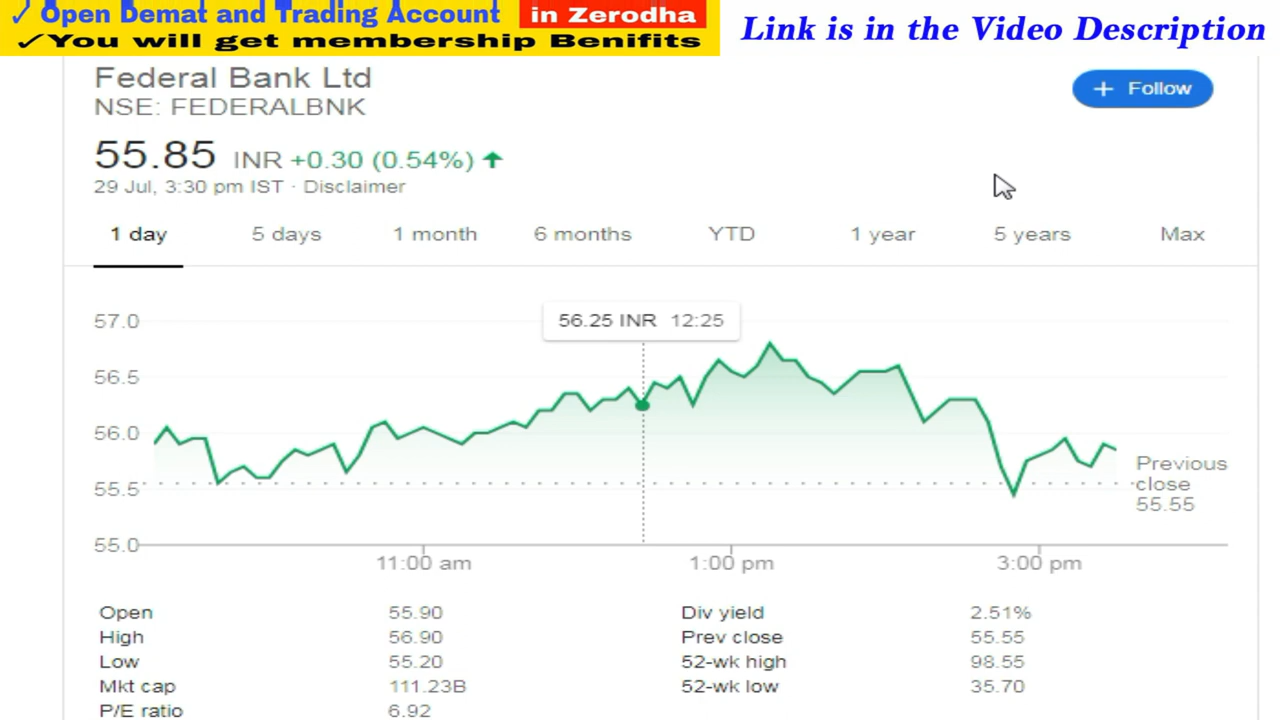 ✓ Open Demat and Trading Account in Zerodha
✓You will get membership Benifits
Link is in the Video Description
Federal Bank Ltd
NSE: FEDERALBNK
+ Follow
55.85 INR +0.30 (0.54%) ↑
29 Jul, 3:30 pm IST · Disclaimer
1 day 5 days 1 month 6 months YTD 1 year 5 years Max
56.25 INR 12:25
57.0
56.5
56.0
55.5
55.0
Previous
close
55.55
11:00 am 1:00 pm 3:00 pm
Open 55.90 Div yield 2.51%
High 56.90 Prev close 55.55
Low 55.20 52-wk high 98.55
Mkt cap 111.23B 52-wk low 35.70
P/E ratio 6.92